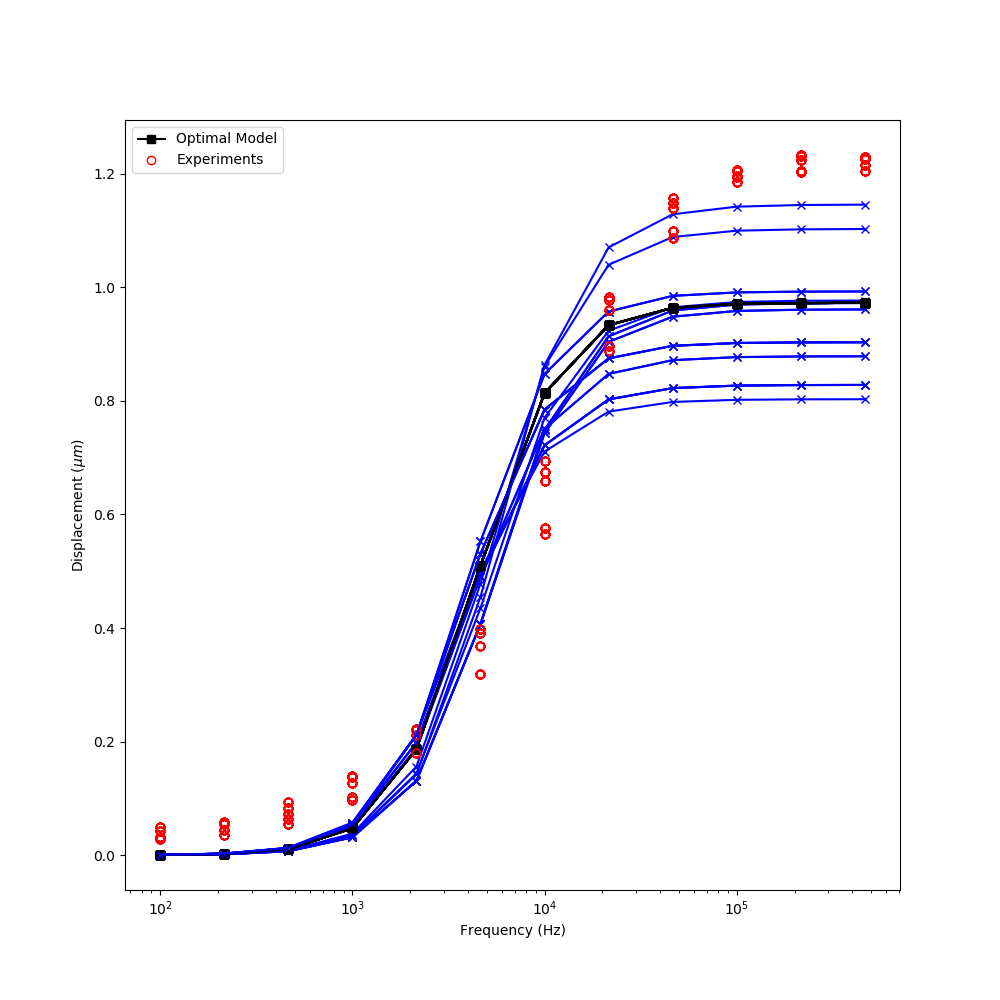 Optimal Model
Experiments
1.2
1.0
0.8
0.6
0.4
0.2
0.0
Displacement (μm)
10² 10³ 10⁴ 10⁵
Frequency (Hz)